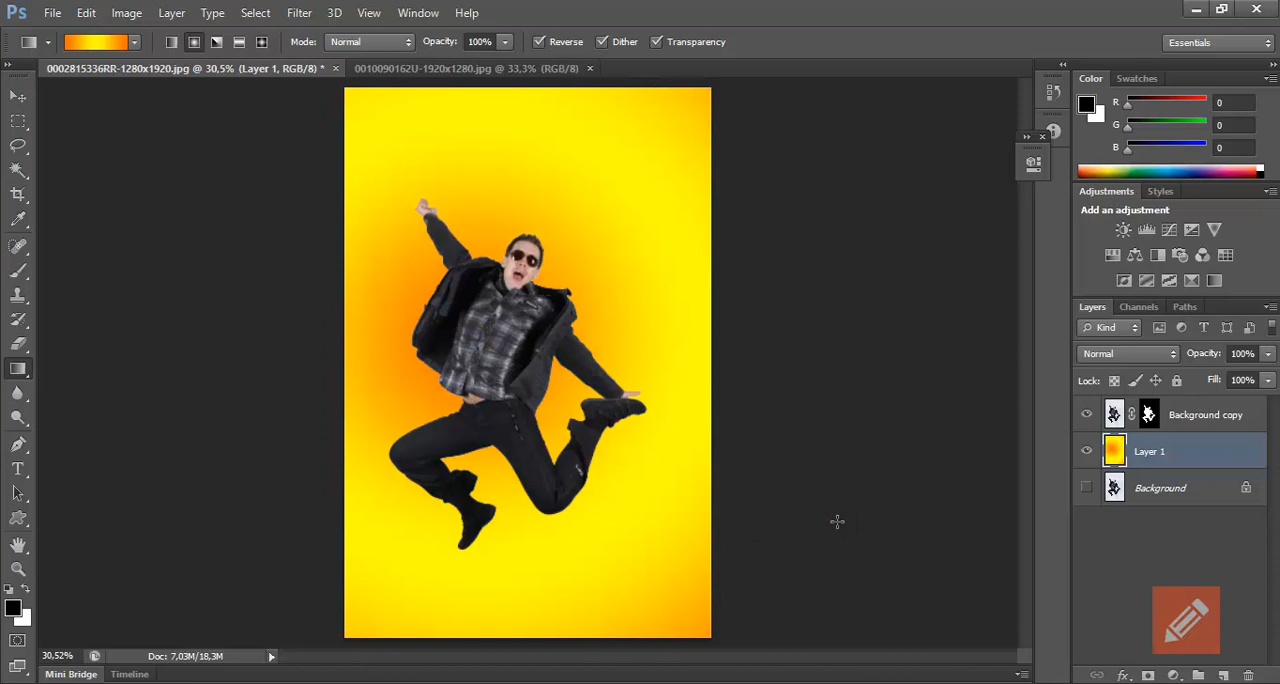 Ps File Edit Image Layer Type Select Filter 3D View Window Help
Mode: Normal Opacity: 100% Reverse Dither Transparency Essentials
0002815336RR-1280x1920.jpg @ 30,5% (Layer 1, RGB/8) * × 0010090162U-1920x1280.jpg @ 33,3% (RGB/8) ×
Color Swatches
R 0
G 0
B 0
Adjustments Styles
Add an adjustment
Layers Channels Paths
Kind
Normal Opacity: 100%
Lock: Fill: 100%
Background copy
Layer 1
Background
30,52% Doc: 7,03M/18,3M
Mini Bridge Timeline